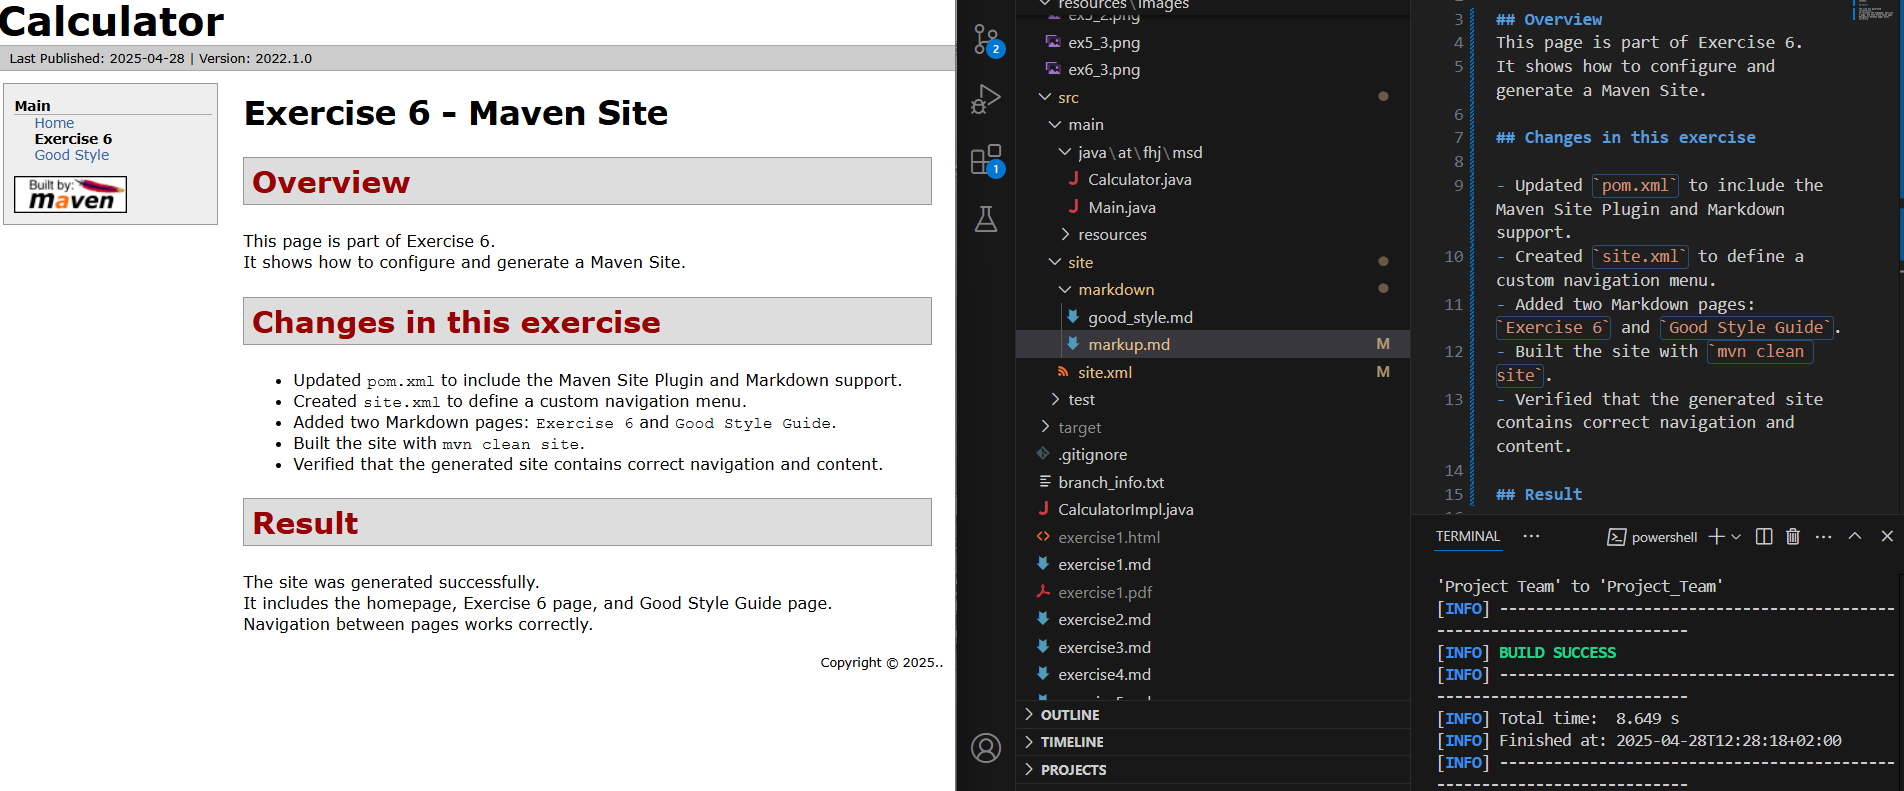 Calculator
Last Published: 2025-04-28 | Version: 2022.1.0
Main
Home
Exercise 6
Good Style
Built by:
maven
Exercise 6 - Maven Site
Overview
This page is part of Exercise 6.
It shows how to configure and generate a Maven Site.
Changes in this exercise
• Updated pom.xml to include the Maven Site Plugin and Markdown support.
• Created site.xml to define a custom navigation menu.
• Added two Markdown pages: Exercise 6 and Good Style Guide.
• Built the site with mvn clean site.
• Verified that the generated site contains correct navigation and content.
Result
The site was generated successfully.
It includes the homepage, Exercise 6 page, and Good Style Guide page.
Navigation between pages works correctly.
Copyright © 2025..
2
1
resources\images
ex5_2.png
ex5_3.png
ex6_3.png
src
main
java\at\fhj\msd
J Calculator.java
J Main.java
resources
site
markdown
good_style.md
markup.md M
site.xml M
test
target
.gitignore
branch_info.txt
J CalculatorImpl.java
<> exercise1.html
exercise1.md
exercise1.pdf
exercise2.md
exercise3.md
exercise4.md
OUTLINE
TIMELINE
PROJECTS
3 ## Overview
4 This page is part of Exercise 6.
5 It shows how to configure and
generate a Maven Site.
6
7 ## Changes in this exercise
8
9 - Updated `pom.xml` to include the
Maven Site Plugin and Markdown
support.
10 - Created `site.xml` to define a
custom navigation menu.
11 - Added two Markdown pages:
`Exercise 6` and `Good Style Guide`.
12 - Built the site with `mvn clean
site`.
13 - Verified that the generated site
contains correct navigation and
content.
14
15 ## Result
TERMINAL ··· powershell ···
'Project Team' to 'Project_Team'
[INFO] -----------------------------------------
--------------------------
[INFO] BUILD SUCCESS
[INFO] -----------------------------------------
--------------------------
[INFO] Total time:  8.649 s
[INFO] Finished at: 2025-04-28T12:28:18+02:00
[INFO] -----------------------------------------
--------------------------